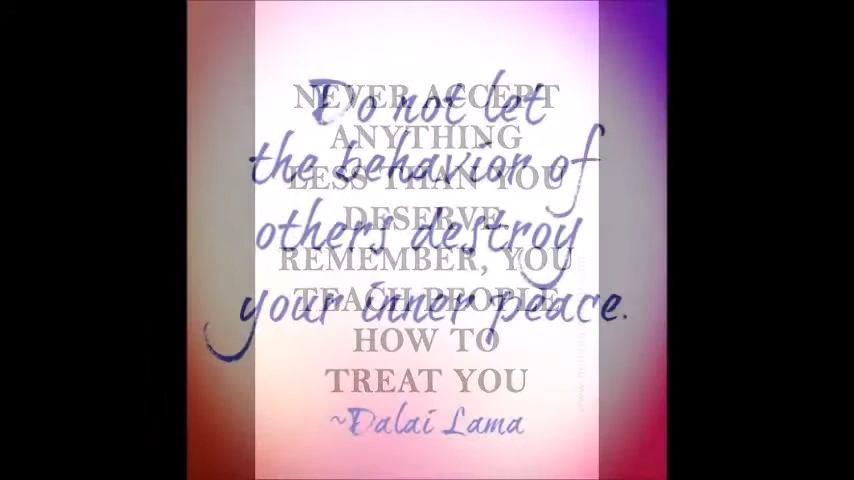 Do not let
the behavior of
others destroy
your inner peace.
~Dalai Lama
NEVER ACCEPT
ANYTHING
LESS THAN YOU
DESERVE.
REMEMBER, YOU
TEACH PEOPLE
HOW TO
TREAT YOU